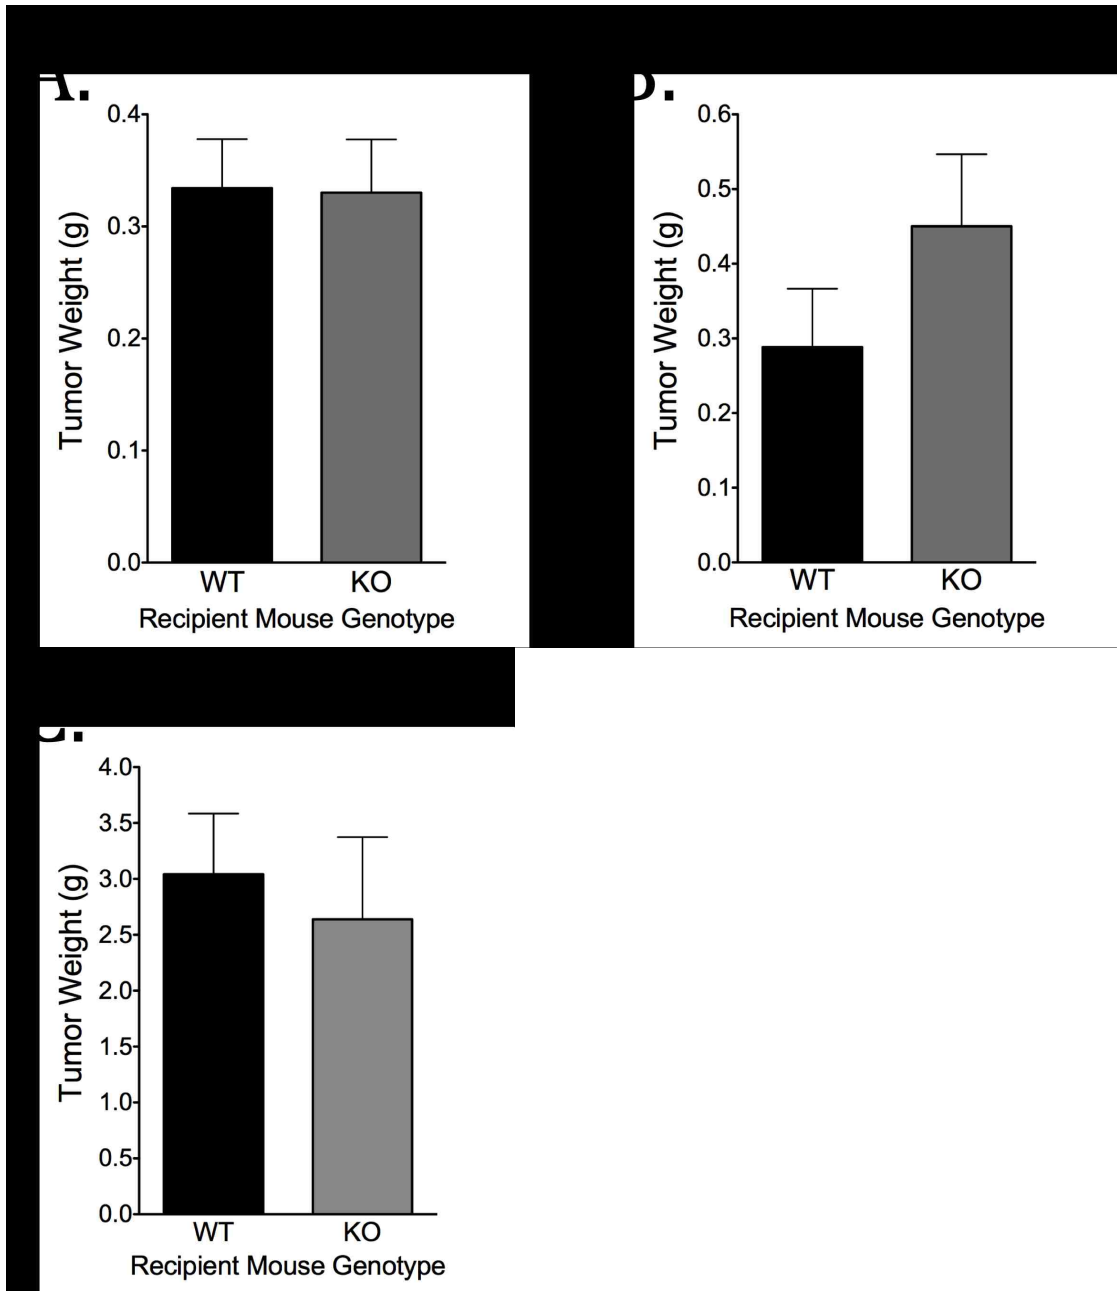 A.
0.4
0.3
0.2
0.1
0.0
Tumor Weight (g)
WT KO
Recipient Mouse Genotype
B.
0.6
0.5
0.4
0.3
0.2
0.1
0.0
Tumor Weight (g)
WT KO
Recipient Mouse Genotype
C.
4.0
3.5
3.0
2.5
2.0
1.5
1.0
0.5
0.0
Tumor Weight (g)
WT KO
Recipient Mouse Genotype